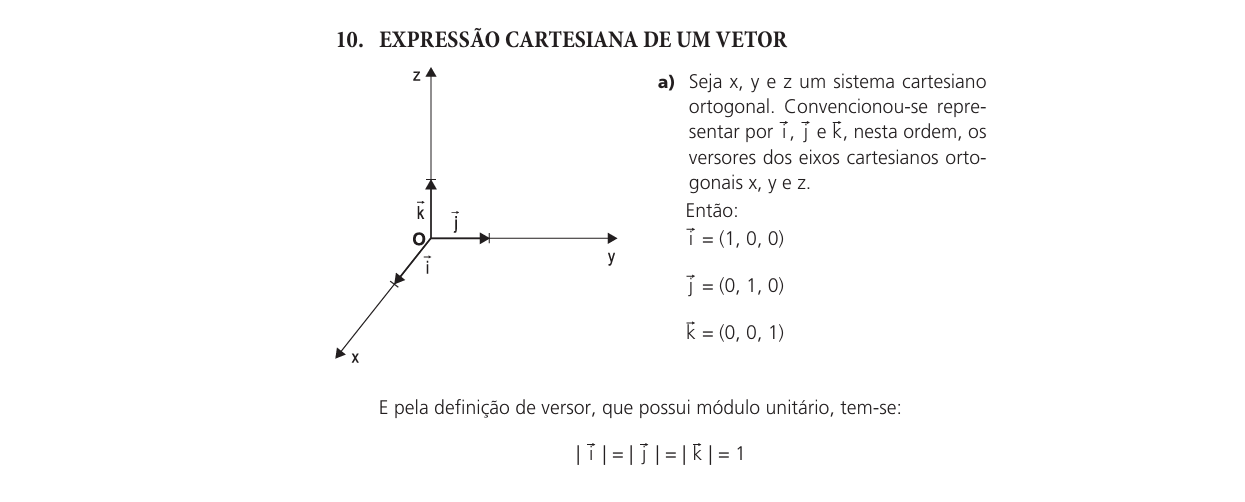 10. EXPRESSÃO CARTESIANA DE UM VETOR
z
k⃗
j⃗
O
i⃗
y
x
a) Seja x, y e z um sistema cartesiano
ortogonal. Convencionou-se repre-
sentar por i⃗, j⃗ e k⃗, nesta ordem, os
versores dos eixos cartesianos orto-
gonais x, y e z.
Então:
i⃗ = (1, 0, 0)
j⃗ = (0, 1, 0)
k⃗ = (0, 0, 1)
E pela definição de versor, que possui módulo unitário, tem-se:
| i⃗ | = | j⃗ | = | k⃗ | = 1